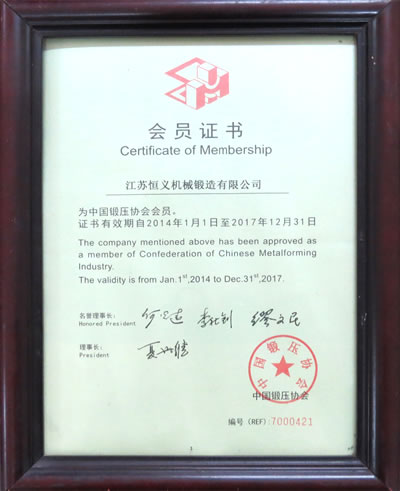 会员证书
Certificate of Membership
江苏恒义机械锻造有限公司
为中国锻压协会会员。
证书有效期自2014年1月1日至2017年12月31日
The company mentioned above has been approved as
a member of Confederation of Chinese Metalforming
Industry.
The validity is from Jan.1st,2014 to Dec.31st,2017.
名誉理事长:
Honored President
理事长:
President
中国锻压协会
中国锻压协会
编号 (REF):7000421